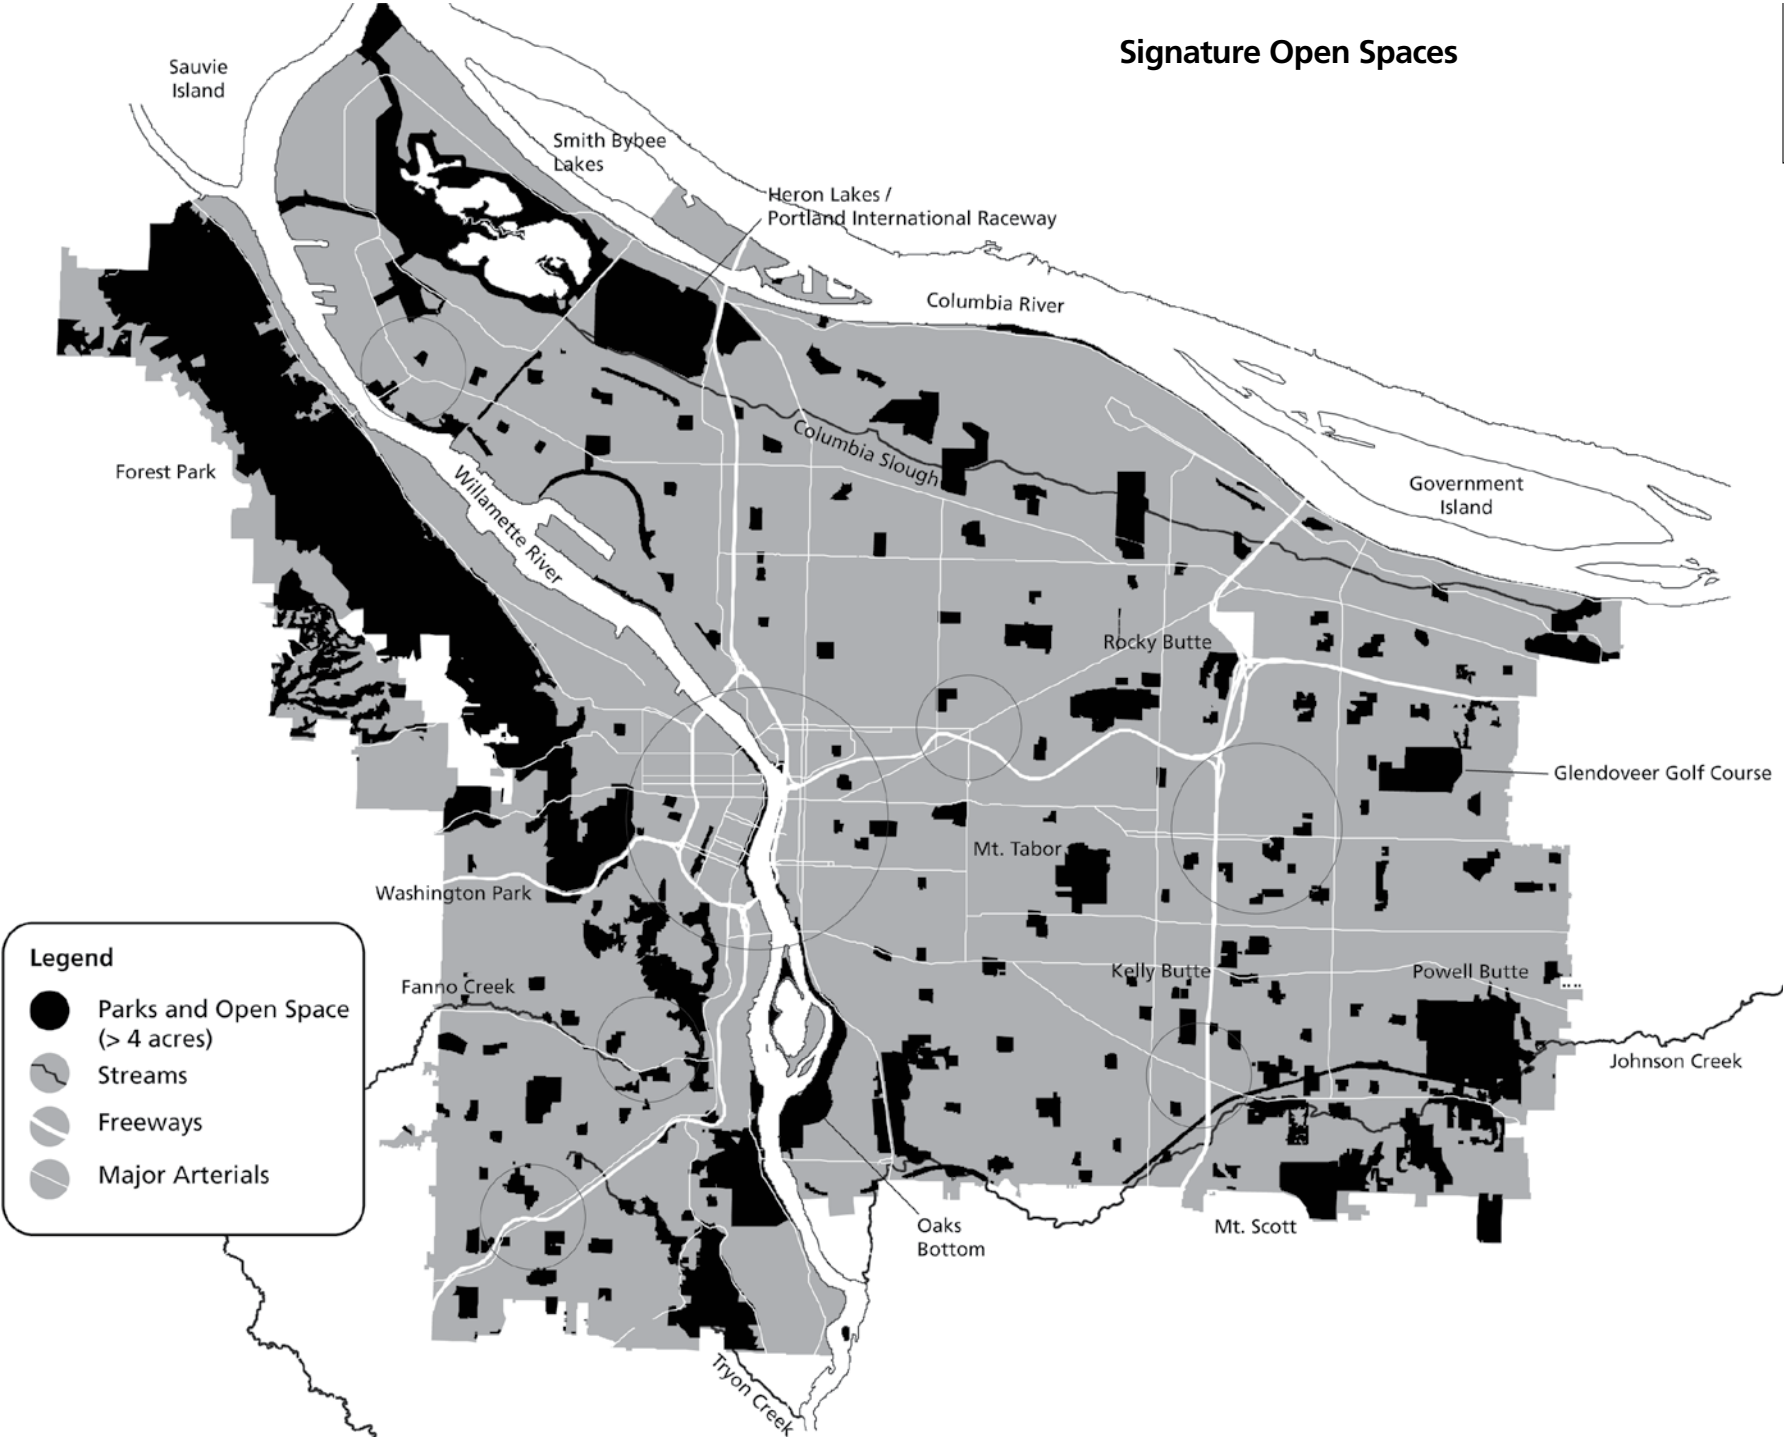 Signature Open Spaces
Sauvie
Island
Smith Bybee
Lakes
Heron Lakes /
Portland International Raceway
Columbia River
Columbia Slough
Forest Park
Willamette River
Government
Island
Rocky Butte
Glendoveer Golf Course
Mt. Tabor
Washington Park
Kelly Butte
Powell Butte
Fanno Creek
Johnson Creek
Oaks
Bottom
Mt. Scott
Tryon Creek
Legend
Parks and Open Space
(> 4 acres)
Streams
Freeways
Major Arterials